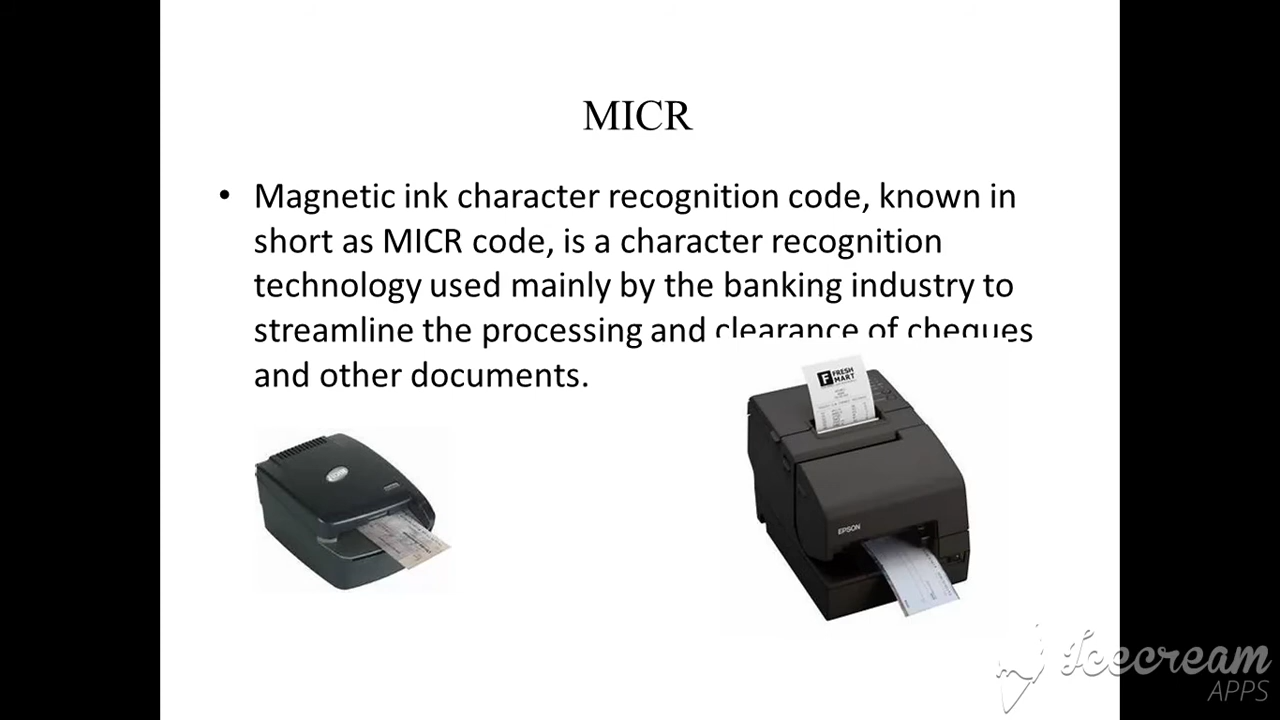 MICR
• Magnetic ink character recognition code, known in
short as MICR code, is a character recognition
technology used mainly by the banking industry to
streamline the processing and clearance of cheques
and other documents.
F FRESH
MART
EPSON
Icecream
APPS